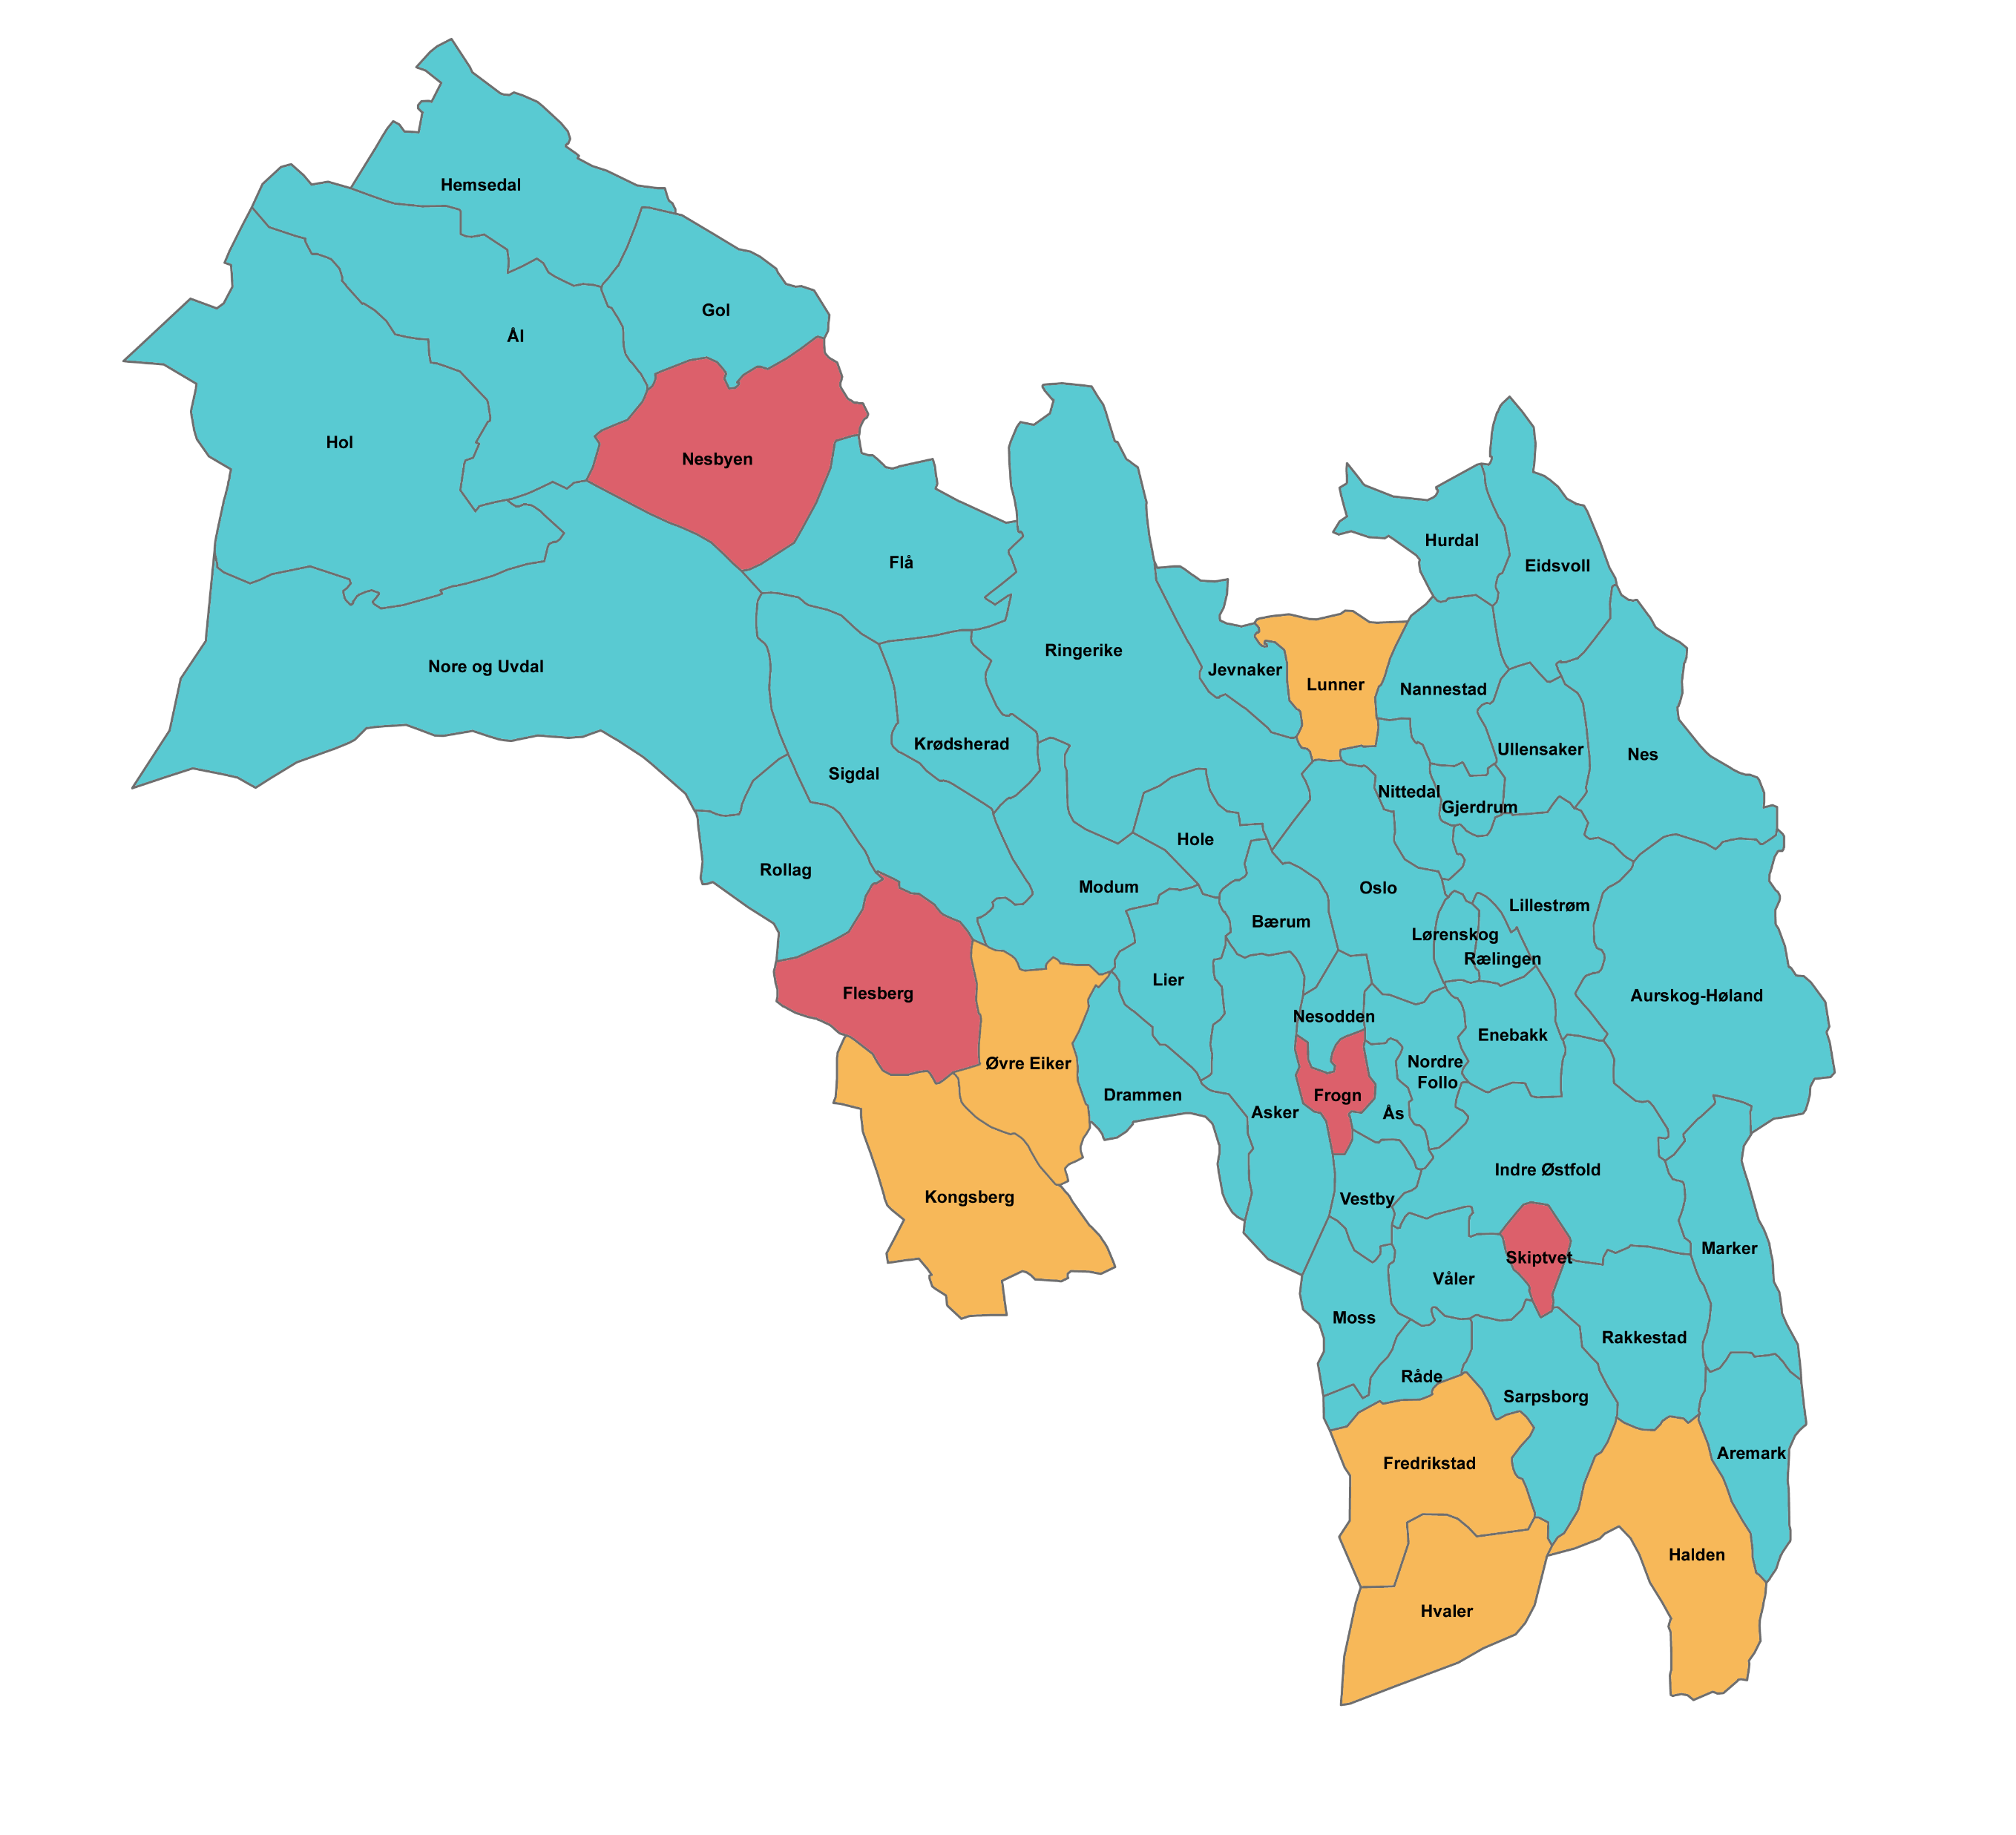 Hemsedal
Gol
Ål
Hol
Nesbyen
Hurdal
Flå
Eidsvoll
Ringerike
Nore og Uvdal
Jevnaker
Lunner
Nannestad
Krødsherad
Ullensaker
Nes
Sigdal
Nittedal
Gjerdrum
Hole
Rollag
Modum
Oslo
Lillestrøm
Bærum
Lørenskog
Rælingen
Lier
Flesberg
Aurskog-Høland
Nesodden
Enebakk
Øvre Eiker
Nordre
Follo
Drammen
Frogn
Asker
Ås
Indre Østfold
Kongsberg
Vestby
Marker
Skiptvet
Våler
Moss
Rakkestad
Råde
Sarpsborg
Aremark
Fredrikstad
Halden
Hvaler